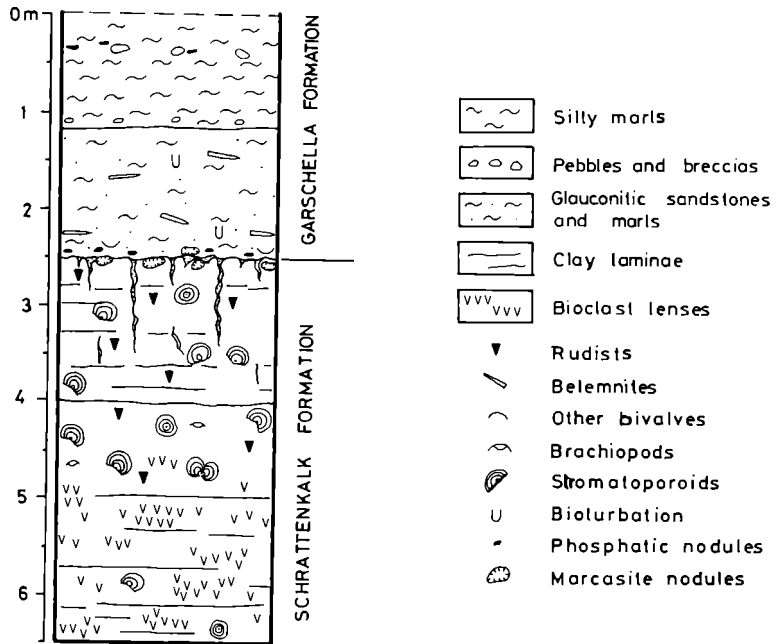 0m
1
2
3
4
5
6
GARSCHELLA FORMATION
SCHRATTENKALK FORMATION
Silty marls
Pebbles and breccias
Glauconitic sandstones
and marls
Clay laminae
Bioclast lenses
Rudists
Belemnites
Other bivalves
Brachiopods
Stromatoporoids
Bioturbation
Phosphatic nodules
Marcasite nodules